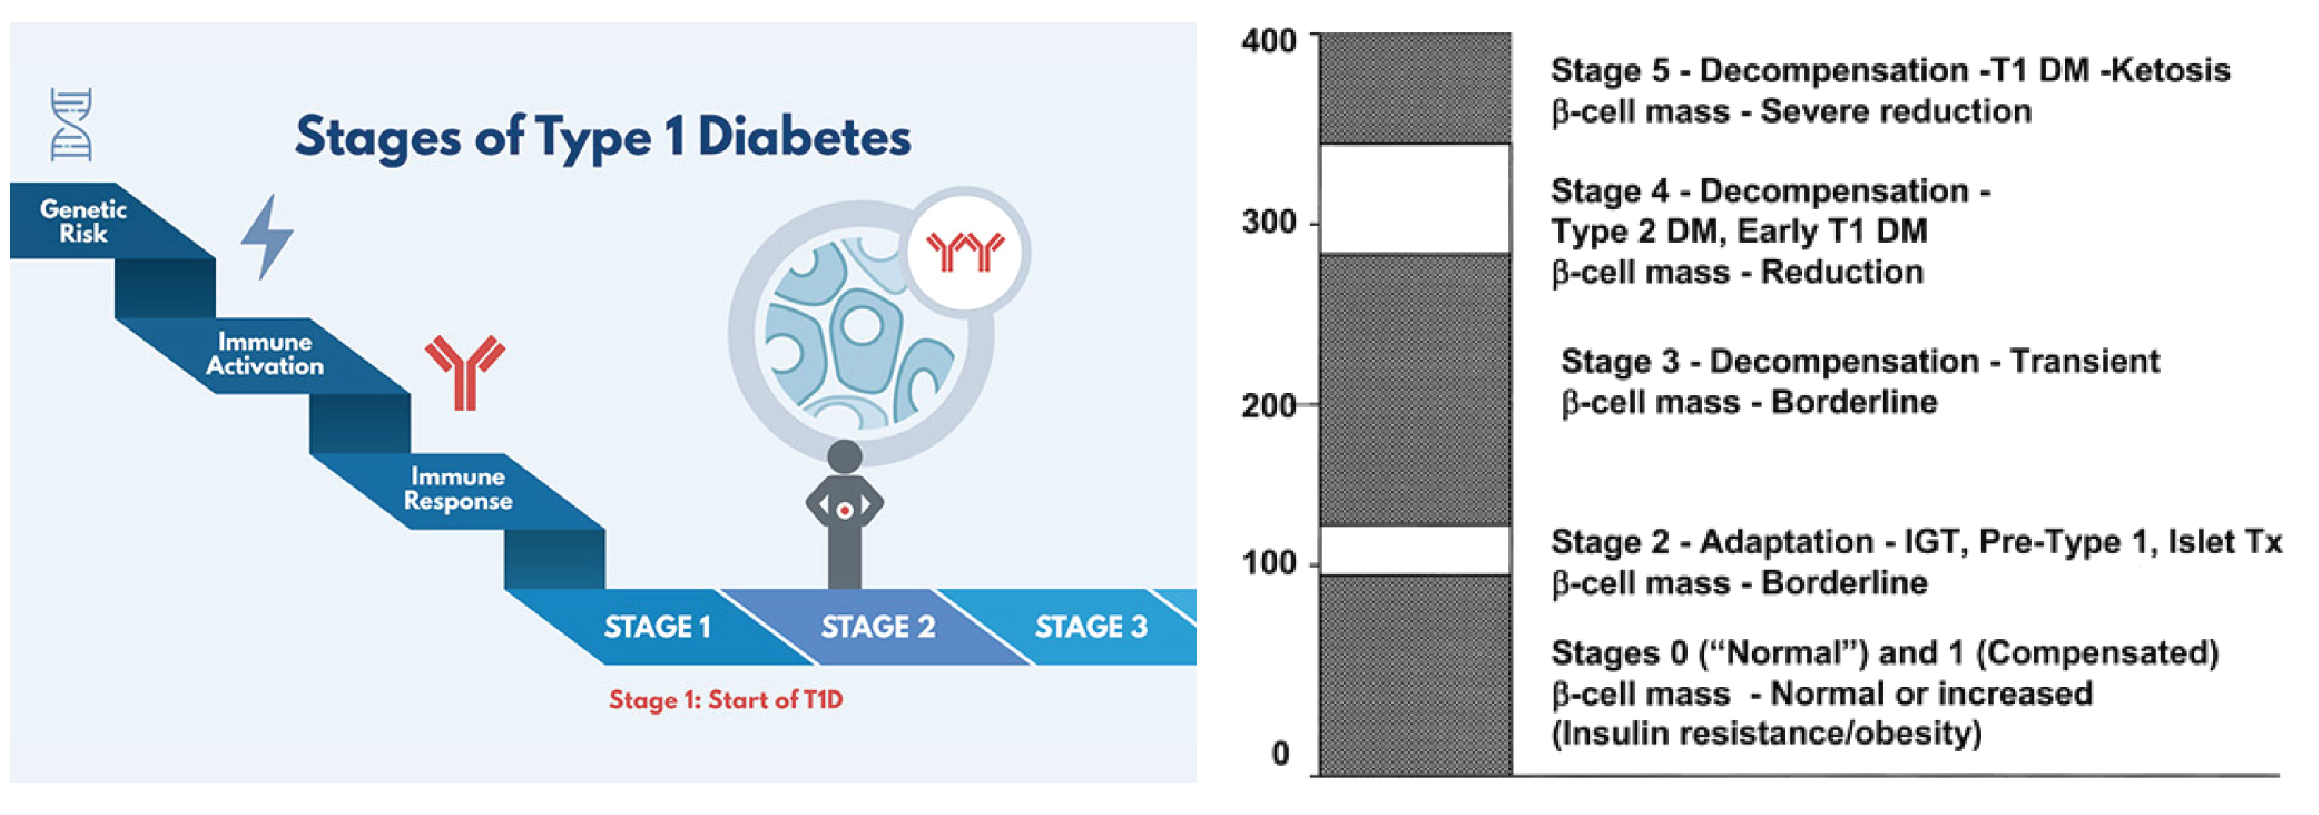 Stages of Type 1 Diabetes
Genetic
Risk
Immune
Activation
Immune
Response
STAGE 1
STAGE 2
STAGE 3
Stage 1: Start of T1D
400
300
200
100
0
Stage 5 - Decompensation -T1 DM -Ketosis
β-cell mass - Severe reduction
Stage 4 - Decompensation -
Type 2 DM, Early T1 DM
β-cell mass - Reduction
Stage 3 - Decompensation - Transient
β-cell mass - Borderline
Stage 2 - Adaptation - IGT, Pre-Type 1, Islet Tx
β-cell mass - Borderline
Stages 0 (“Normal”) and 1 (Compensated)
β-cell mass - Normal or increased
(Insulin resistance/obesity)